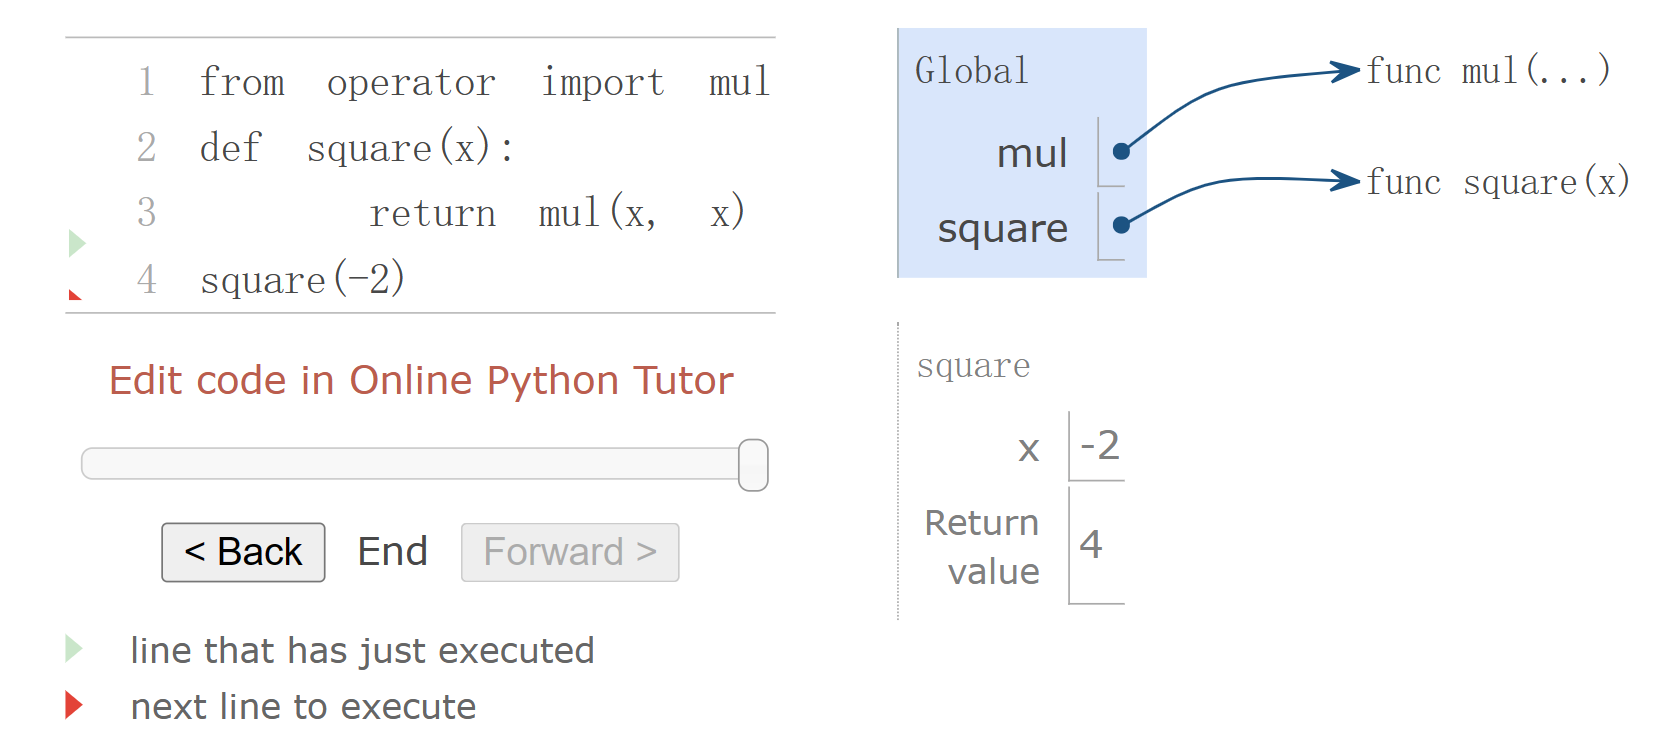 1 from operator import mul
2 def square(x):
3 return mul(x, x)
4 square(-2)
Edit code in Online Python Tutor
< Back End Forward >
line that has just executed
next line to execute
Global
mul
square
func mul(...)
func square(x)
square
x -2
Return
value 4